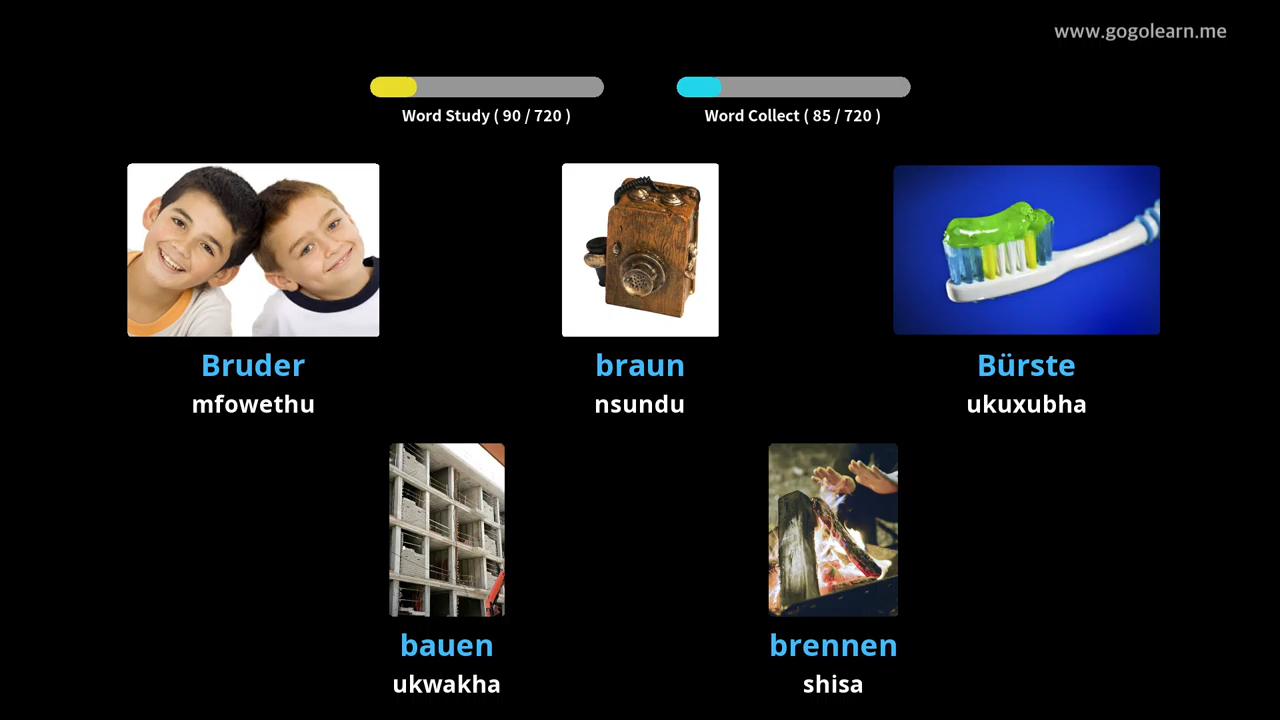 www.gogolearn.me
Word Study ( 90 / 720 )
Word Collect ( 85 / 720 )
Bruder
mfowethu
braun
nsundu
Bürste
ukuxubha
bauen
ukwakha
brennen
shisa